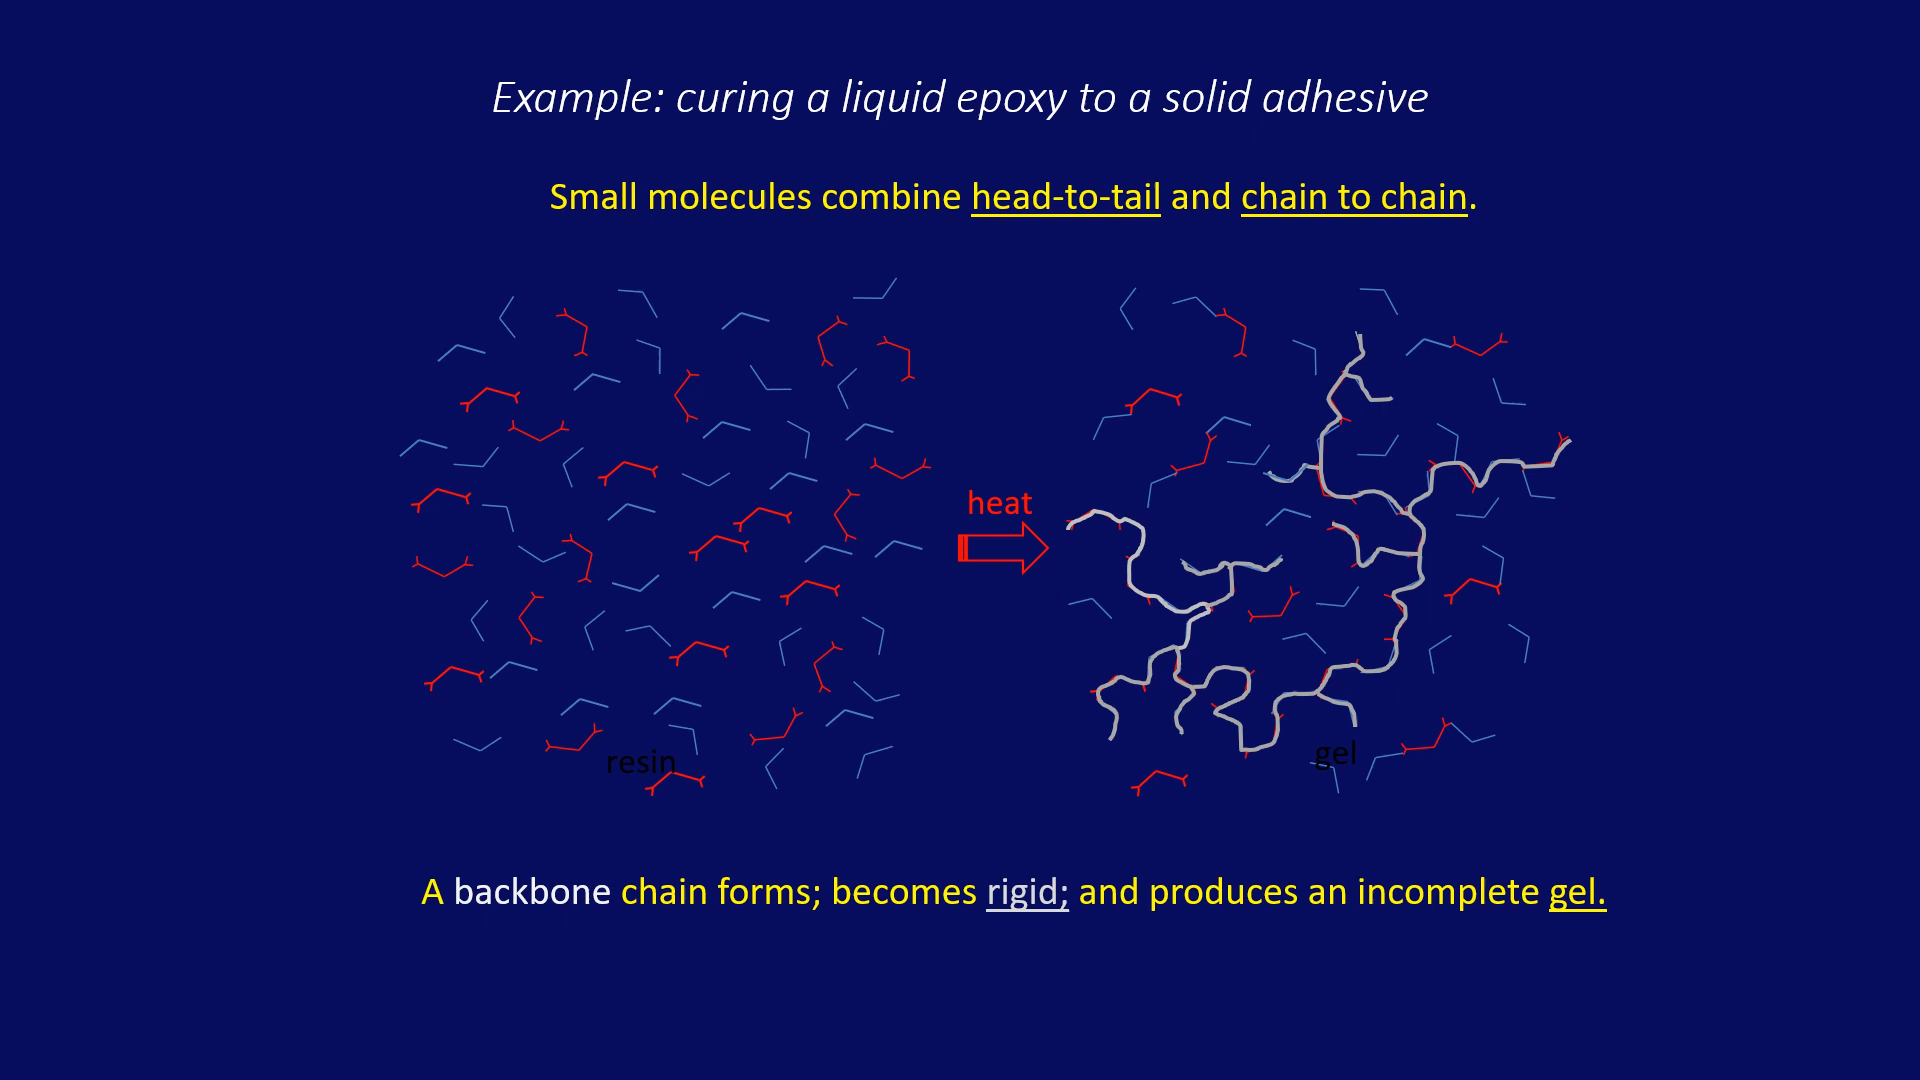 Example: curing a liquid epoxy to a solid adhesive
Small molecules combine head-to-tail and chain to chain.
heat
resin
gel
A backbone chain forms; becomes rigid; and produces an incomplete gel.